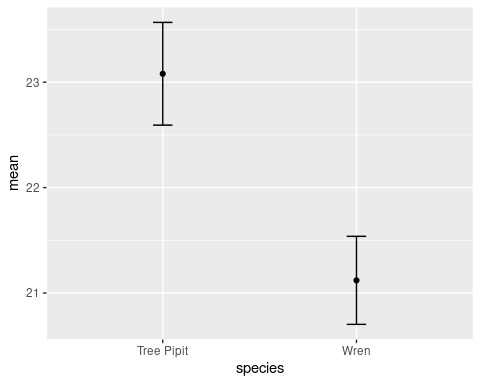 mean
23
22
21
Tree Pipit Wren
species